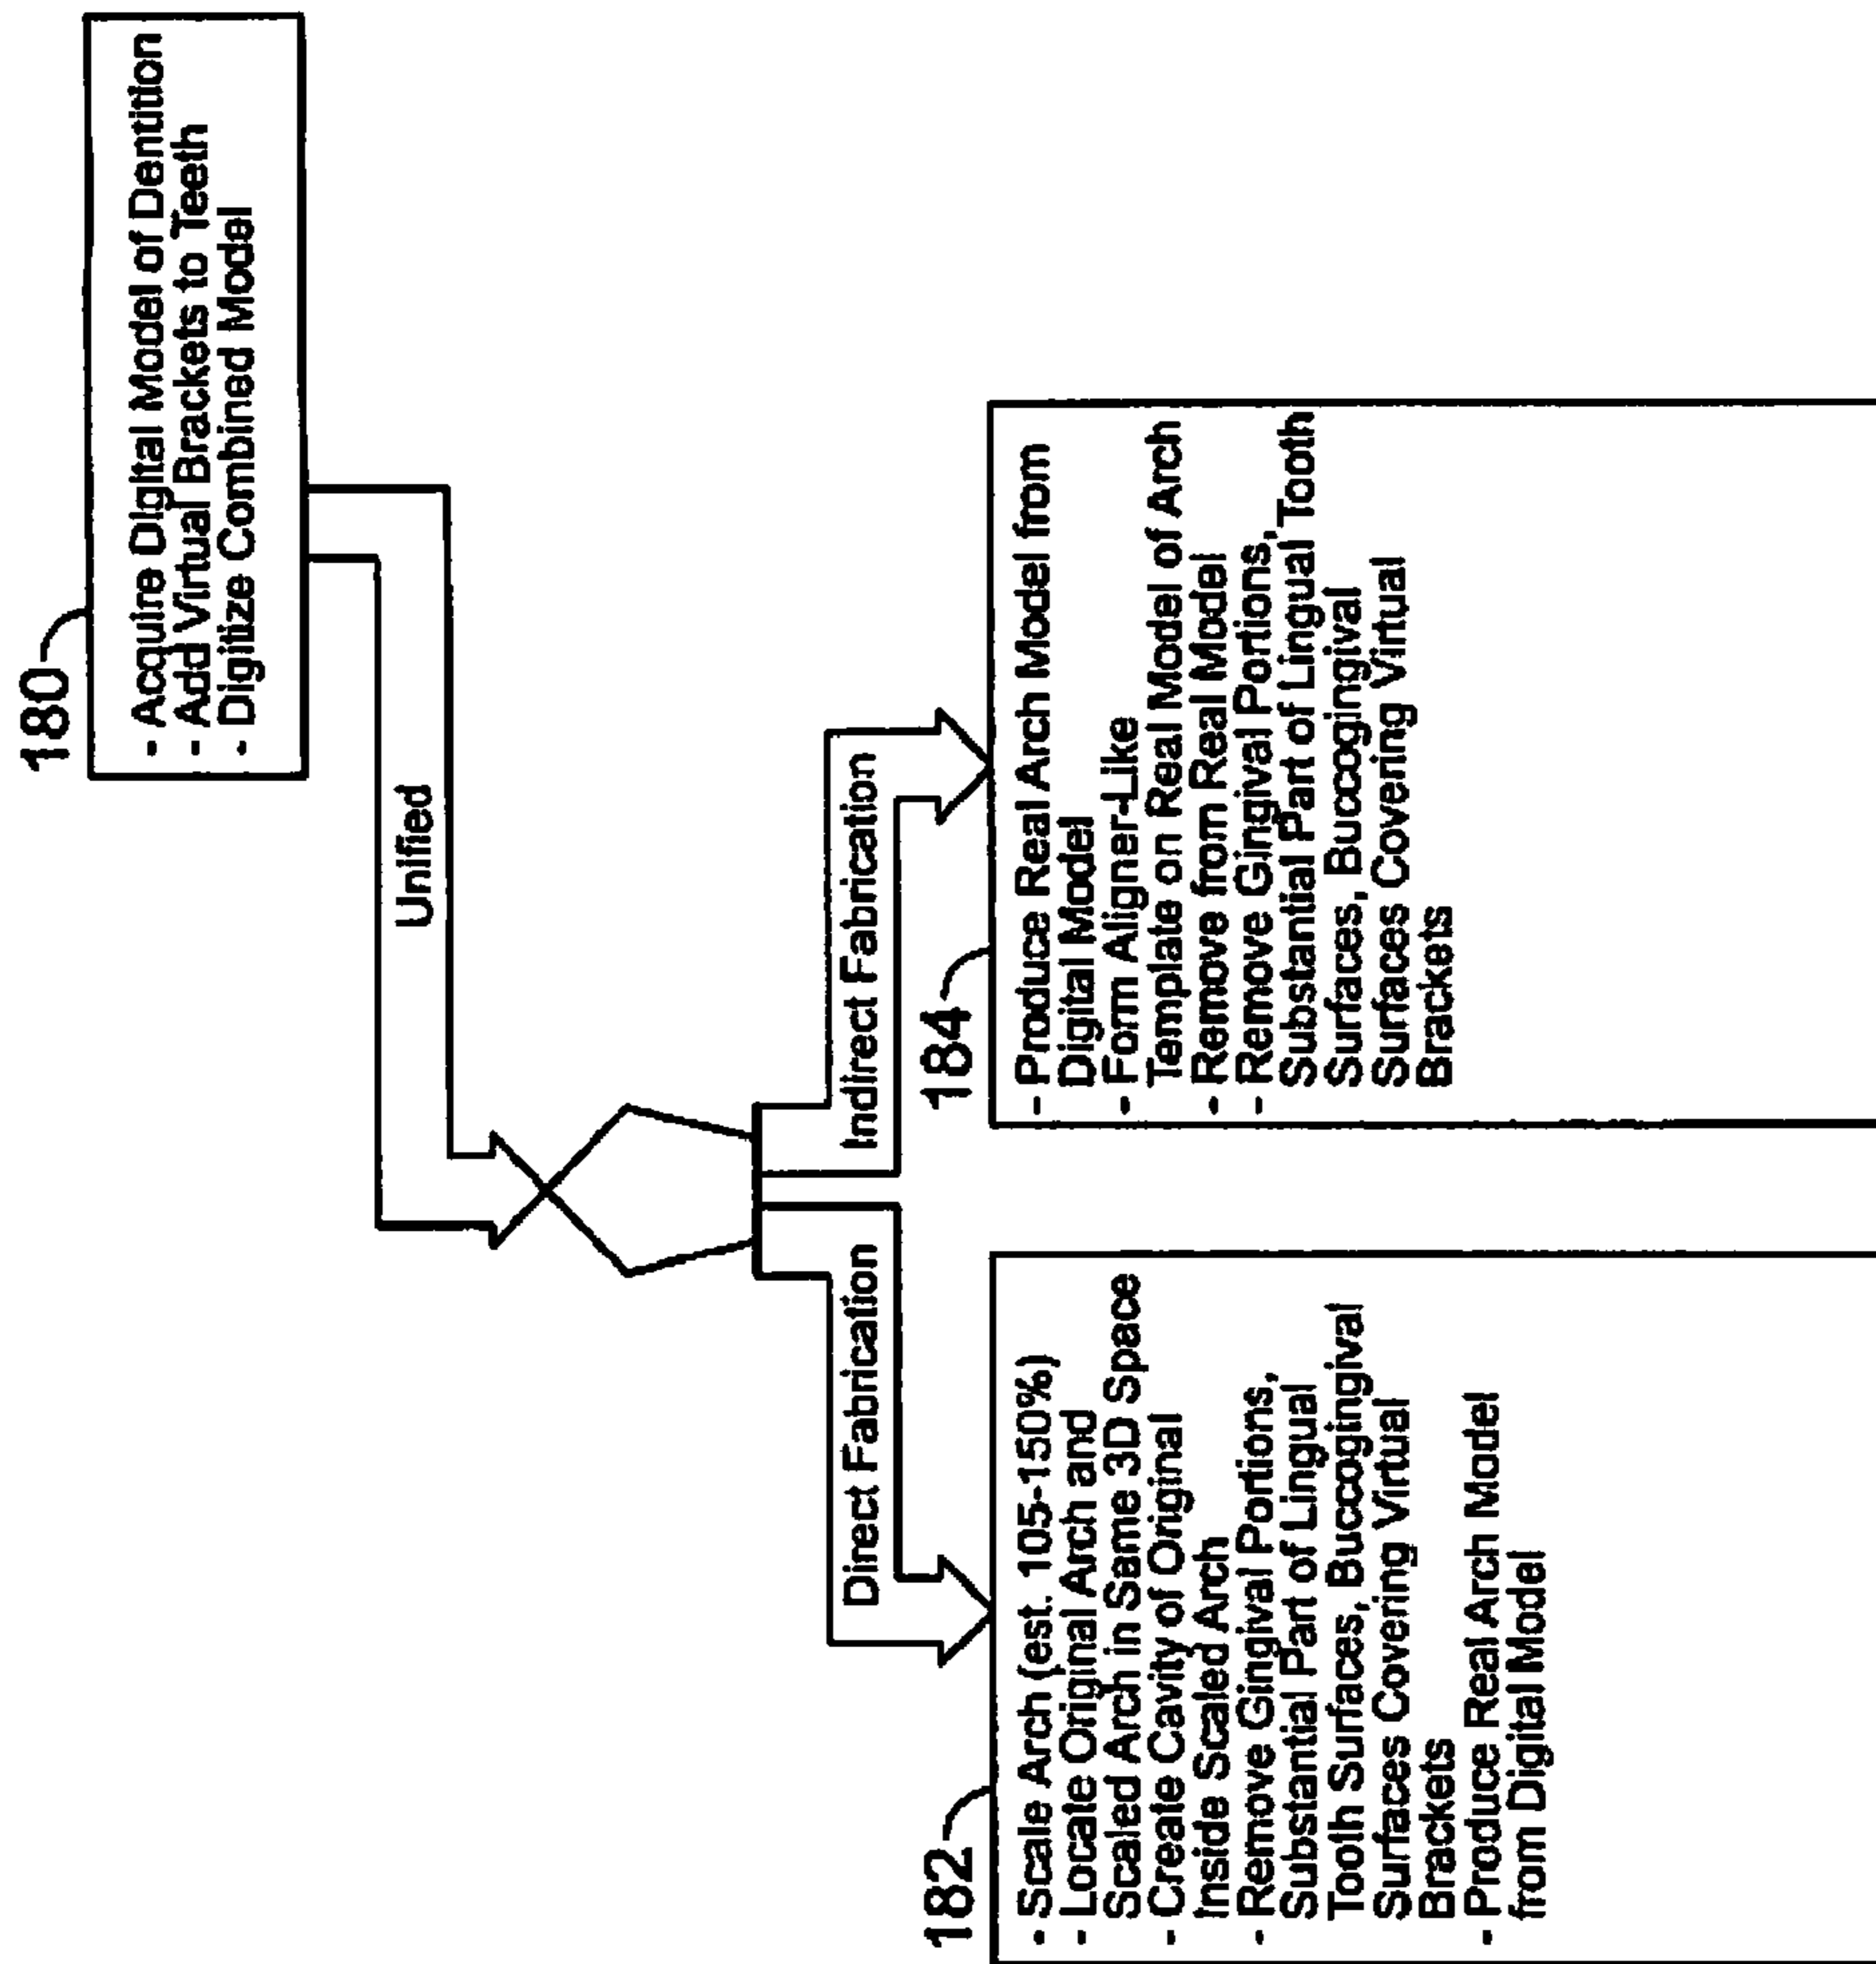 180
- Acquire Digital Model of Dentition
- Add Virtual Brackets to Teeth
- Digitize Combined Model
Unified
Direct Fabrication
Indirect Fabrication
182
- Scale Arch (est. 105-150%)
- Locate Original Arch and
Scaled Arch in Same 3D Space
- Create Cavity of Original
Inside Scaled Arch
- Remove Gingival Portions,
Substantial Part of Lingual
Tooth Surfaces, Buccogingival
Surfaces Covering Virtual
Brackets
- Produce Real Arch Model
from Digital Model
184
- Produce Real Arch Model from
Digital Model
- Form Aligner-Like
Template on Real Model of Arch
- Remove from Real Model
- Remove Gingival Portions,
Substantial Part of Lingual Tooth
Surfaces, Buccogingival
Surfaces Covering Virtual
Brackets